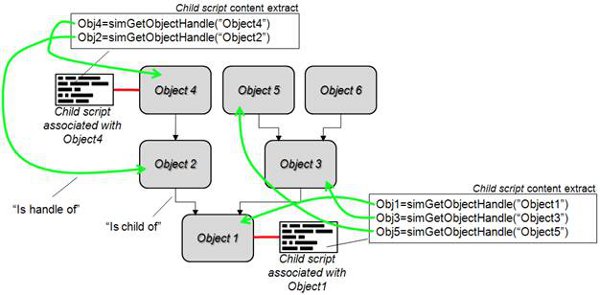 Child script content extract
Obj4=simGetObjectHandle("Object4")
Obj2=simGetObjectHandle("Object2")
Object 4
Object 5
Object 6
Child script
associated with
Object4
Object 2
Object 3
"Is handle of"
"Is child of"
Child script content extract
Obj1=simGetObjectHandle("Object1")
Obj3=simGetObjectHandle("Object3")
Obj5=simGetObjectHandle("Object5")
Object 1
Child script
associated with
Object1